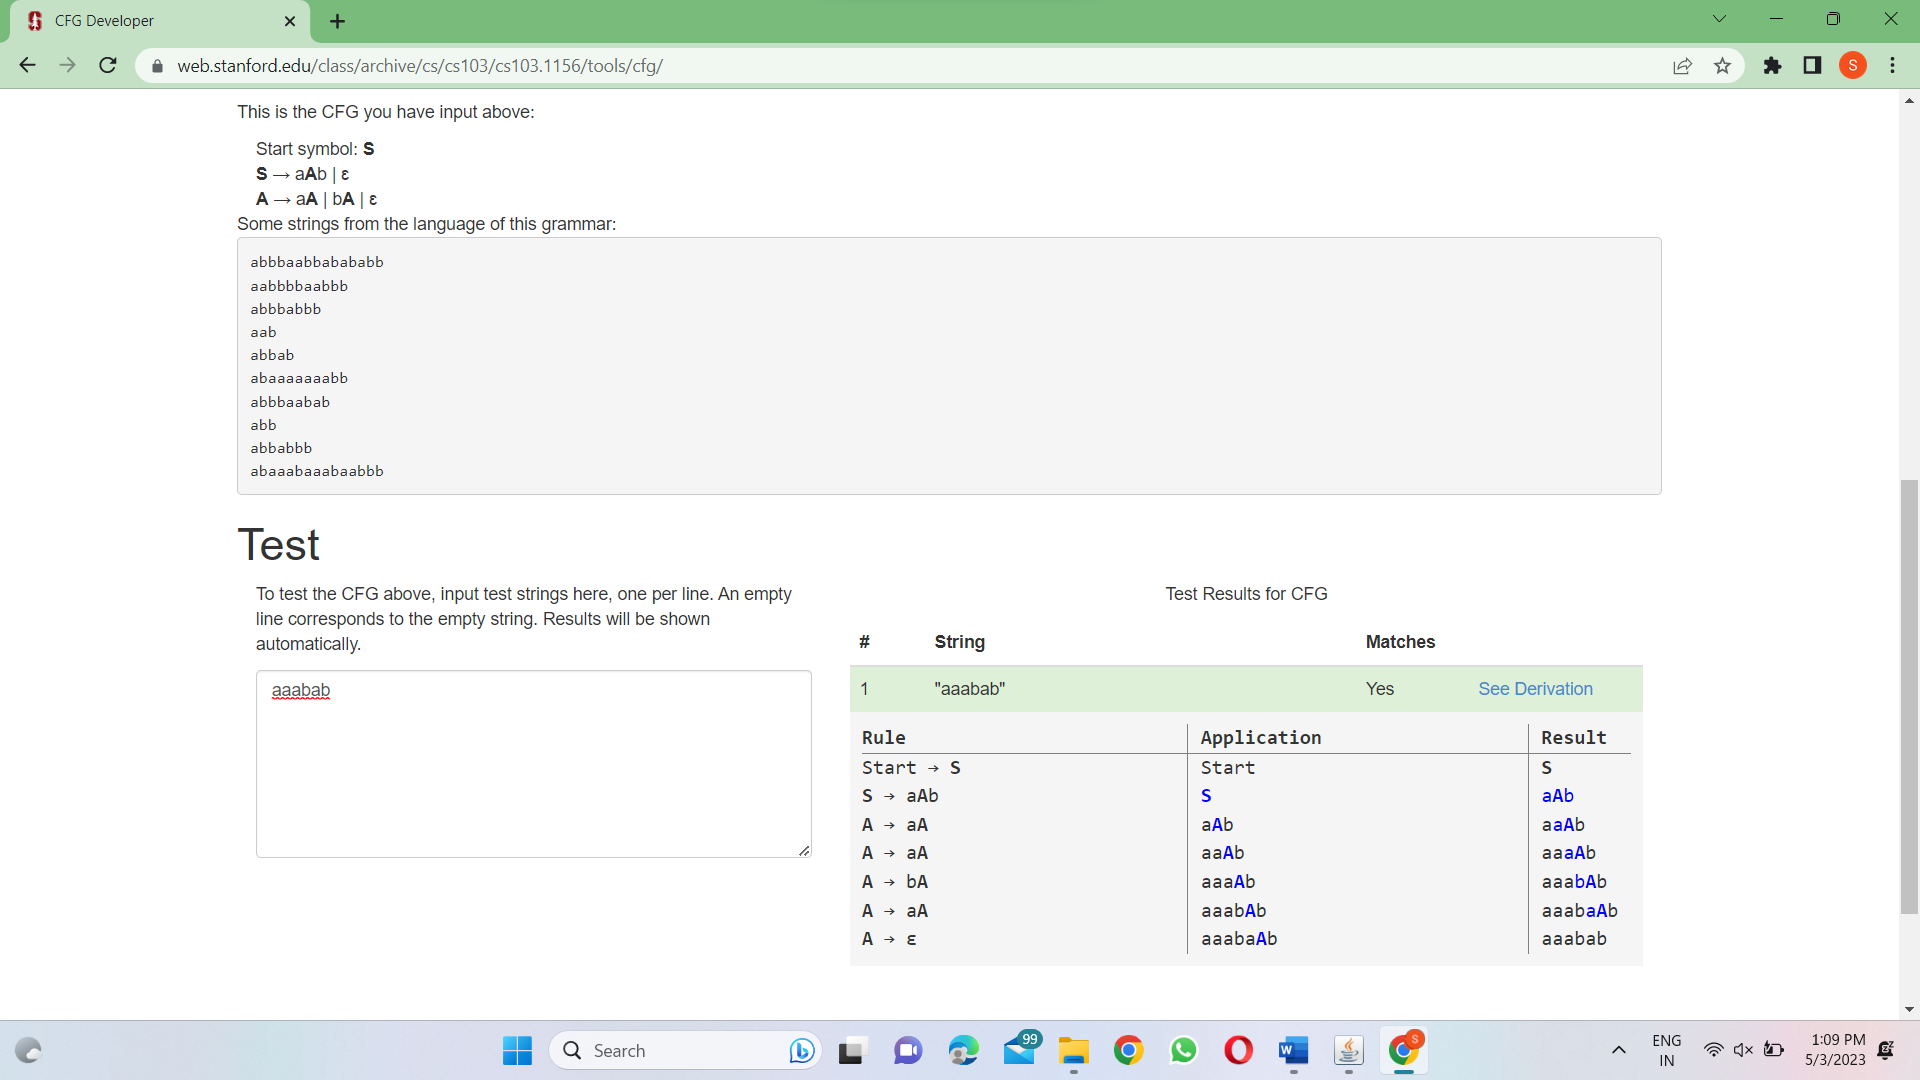 CFG Developer
web.stanford.edu/class/archive/cs/cs103/cs103.1156/tools/cfg/
S
This is the CFG you have input above:
Start symbol: S
S → aAb | ε
A → aA | bA | ε
Some strings from the language of this grammar:
abbbaabbabababb
aabbbbaabbb
abbbabbb
aab
abbab
abaaaaaaabb
abbbaabab
abb
abbabbb
abaaabaaabaabbb
Test
To test the CFG above, input test strings here, one per line. An empty
line corresponds to the empty string. Results will be shown
automatically.
aaabab
Test Results for CFG
# String Matches
1 "aaabab" Yes See Derivation
Rule Application Result
Start → S Start S
S → aAb S aAb
A → aA aAb aaAb
A → aA aaAb aaaAb
A → bA aaaAb aaabAb
A → aA aaabAb aaabaAb
A → ε aaabaAb aaabab
Search
99
W
S
ENG
IN
1:09 PM
5/3/2023